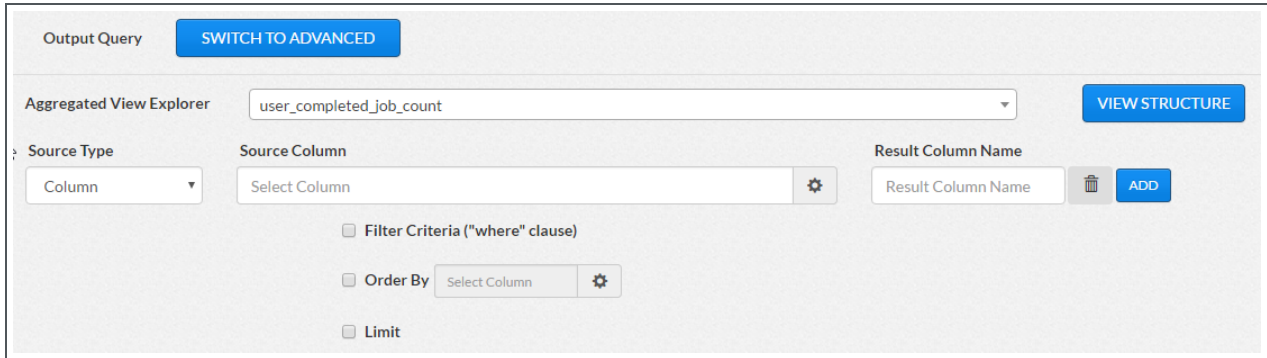 Output Query SWITCH TO ADVANCED
Aggregated View Explorer user_completed_job_count VIEW STRUCTURE
Source Type Source Column Result Column Name
Column Select Column Result Column Name ADD
Filter Criteria ("where" clause)
Order By Select Column
Limit